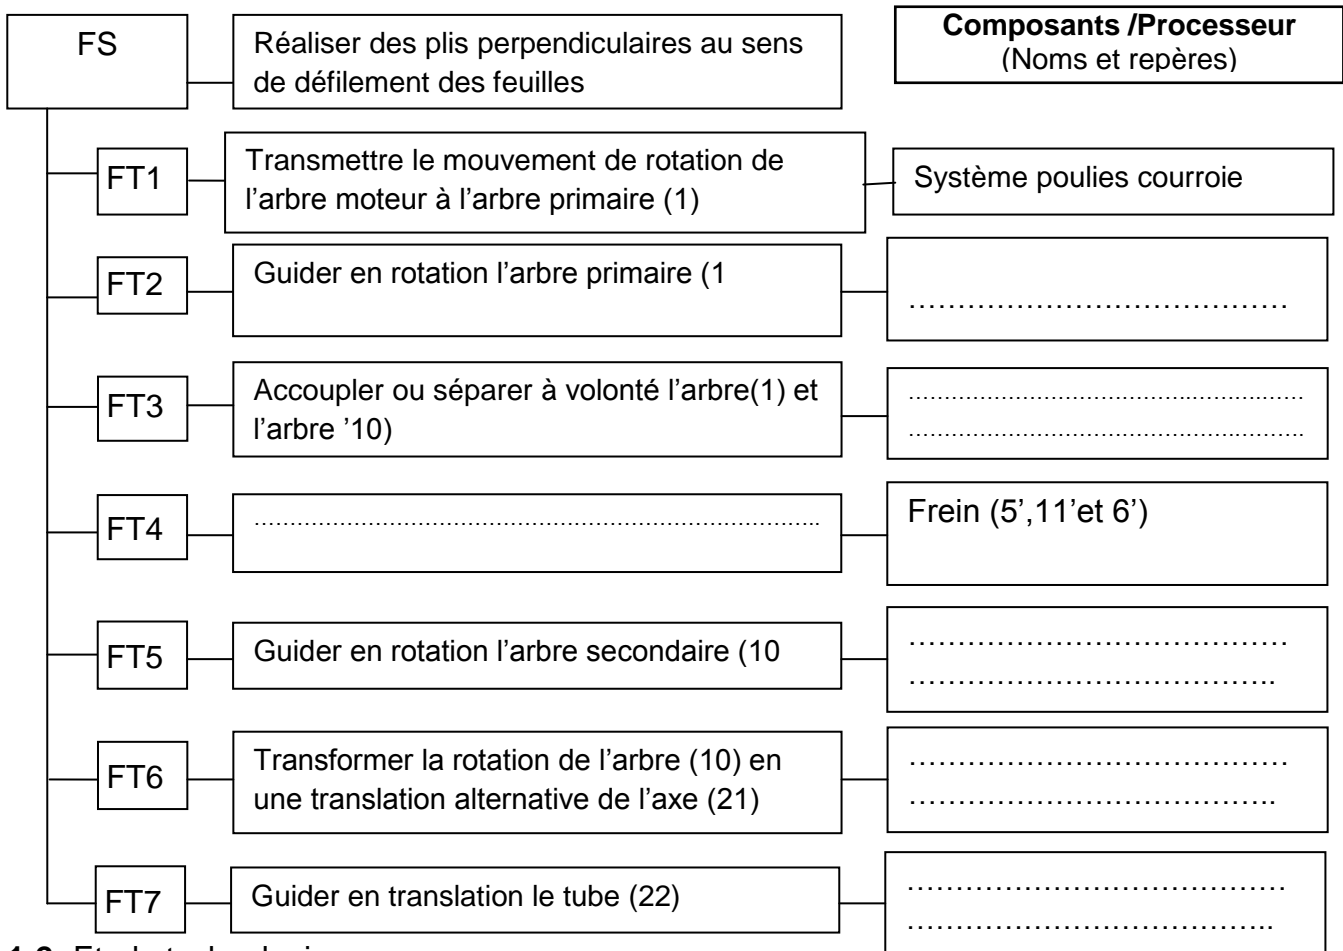 FS
Réaliser des plis perpendiculaires au sens
de défilement des feuilles
Composants /Processeur
(Noms et repères)
FT1
Transmettre le mouvement de rotation de
l’arbre moteur à l’arbre primaire (1)
Système poulies courroie
FT2
Guider en rotation l’arbre primaire (1
…………………………………
FT3
Accoupler ou séparer à volonté l’arbre(1) et
l’arbre ’10)
………………………………………………
………………………………………………
FT4
……………………………………………………………………..
Frein (5’,11’et 6’)
FT5
Guider en rotation l’arbre secondaire (10
…………………………………
………………………………..
FT6
Transformer la rotation de l’arbre (10) en
une translation alternative de l’axe (21)
…………………………………
………………………………..
FT7
Guider en translation le tube (22)
…………………………………
………………………………..